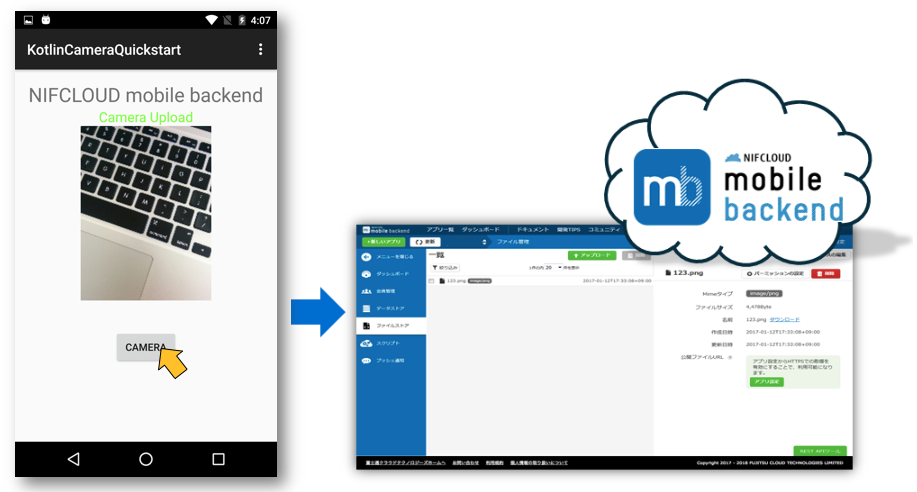 4:07
KotlinCameraQuickstart
NIFCLOUD mobile backend
Camera Upload
CAMERA
NIFCLOUD
mobile
backend
mb
mobile backend
アプリ一覧 ダッシュボード ドキュメント 開発TIPS コミュニティ
+新しいアプリ
更新
ファイル管理
メニューを閉じる
ダッシュボード
会員管理
データストア
ファイルストア
スクリプト
プッシュ通知
一覧
アップロード
削除
絞り込み
123.png image/png 2017-01-12T17:33:08+09:00
123.png
パーミッションの設定
削除
Mimeタイプ image/png
ファイルサイズ 4,478Byte
名前 123.png ダウンロード
作成日時 2017-01-12T17:33:08+09:00
更新日時 2017-01-12T17:33:08+09:00
公開ファイルURL
アプリ設定からHTTPSでの取得を
有効にすることで、利用可能になり
ます。
アプリ設定
REST APIツール
富士通クラウドテクノロジーズホームへ お問い合わせ 利用規約 個人情報の取り扱いについて
Copyright 2017 - 2018 FUJITSU CLOUD TECHNOLOGIES LIMITED